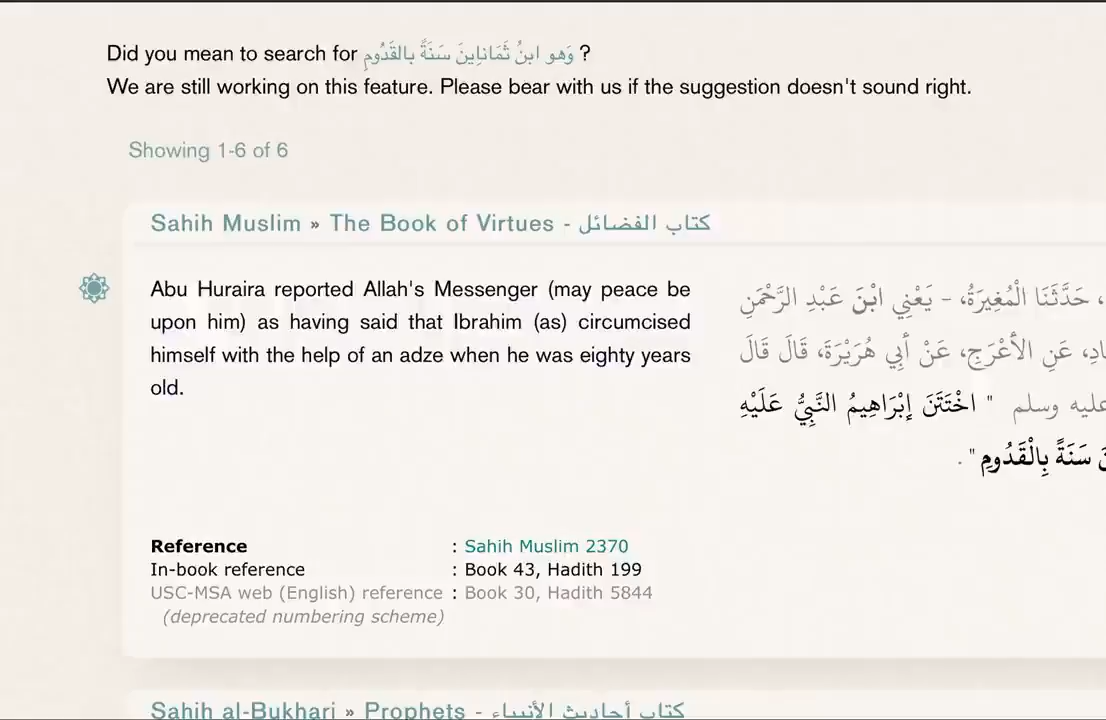 Did you mean to search for وَهو ابنُ ثَمَاناِينَ سَنَةً بالقَدُومِ ?
We are still working on this feature. Please bear with us if the suggestion doesn't sound right.
Showing 1-6 of 6
Sahih Muslim » The Book of Virtues - كتاب الفضائل
Abu Huraira reported Allah's Messenger (may peace be
upon him) as having said that Ibrahim (as) circumcised
himself with the help of an adze when he was eighty years
old.
، حَدَّثَنَا الْمُغِيرَةُ، - يَعْنِي ابْنَ عَبْدِ الرَّحْمَنِ
عَنِ الأَعْرَجِ، عَنْ أَبِي هُرَيْرَةَ، قَالَ قَالَ
عليه وسلم " اخْتَتَنَ إِبْرَاهِيمُ النَّبِيُّ عَلَيْهِ
سَنَةً بِالْقَدُومِ " .
Reference : Sahih Muslim 2370
In-book reference : Book 43, Hadith 199
USC-MSA web (English) reference : Book 30, Hadith 5844
(deprecated numbering scheme)
Sahih al-Bukhari » Prophets - كتاب أحاديث الأنبياء